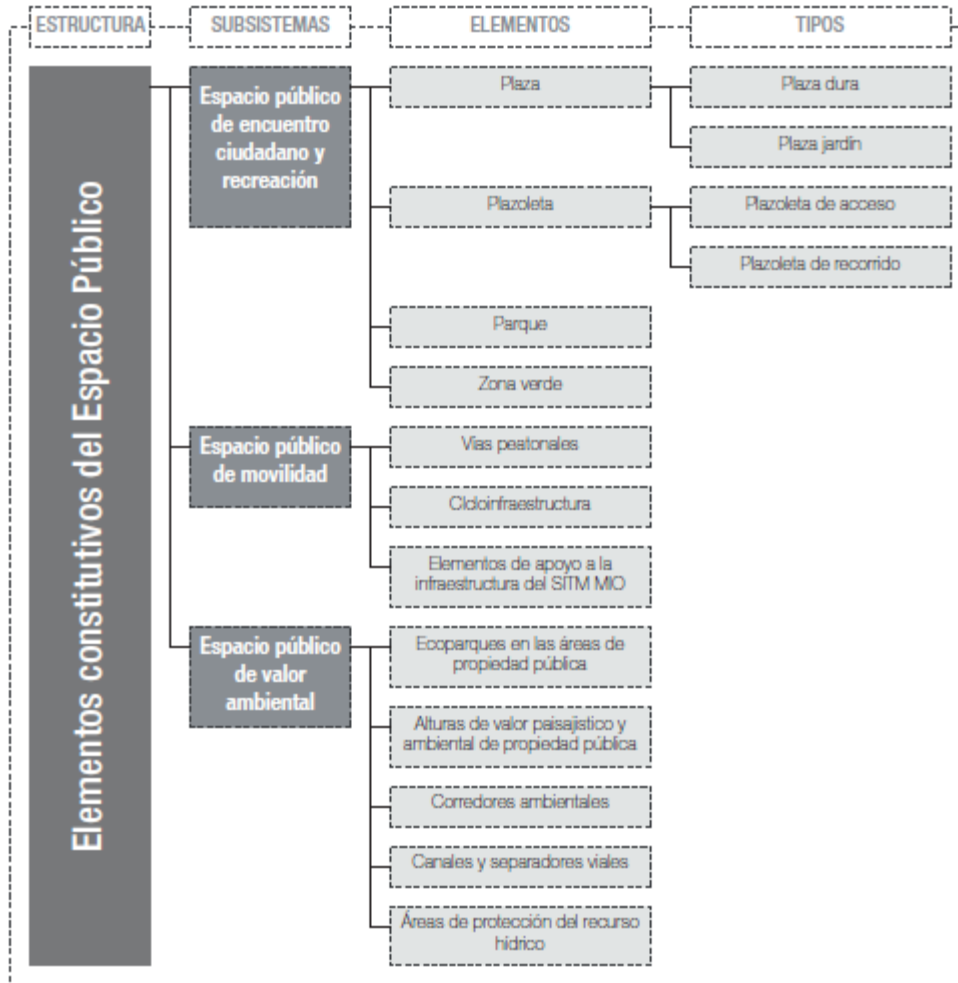 ESTRUCTURA
SUBSISTEMAS
ELEMENTOS
TIPOS
Elementos constitutivos del Espacio Público
Espacio público
de encuentro
ciudadano y
recreación
Plaza
Plaza dura
Plaza jardín
Plazoleta
Plazoleta de acceso
Plazoleta de recorrido
Parque
Zona verde
Espacio público
de movilidad
Vías peatonales
Cicloinfraestructura
Elementos de apoyo a la
infraestructura del SITM MIO
Espacio público
de valor
ambiental
Ecoparques en las áreas de
propiedad pública
Alturas de valor paisajístico y
ambiental de propiedad pública
Corredores ambientales
Canales y separadores viales
Áreas de protección del recurso
hídrico